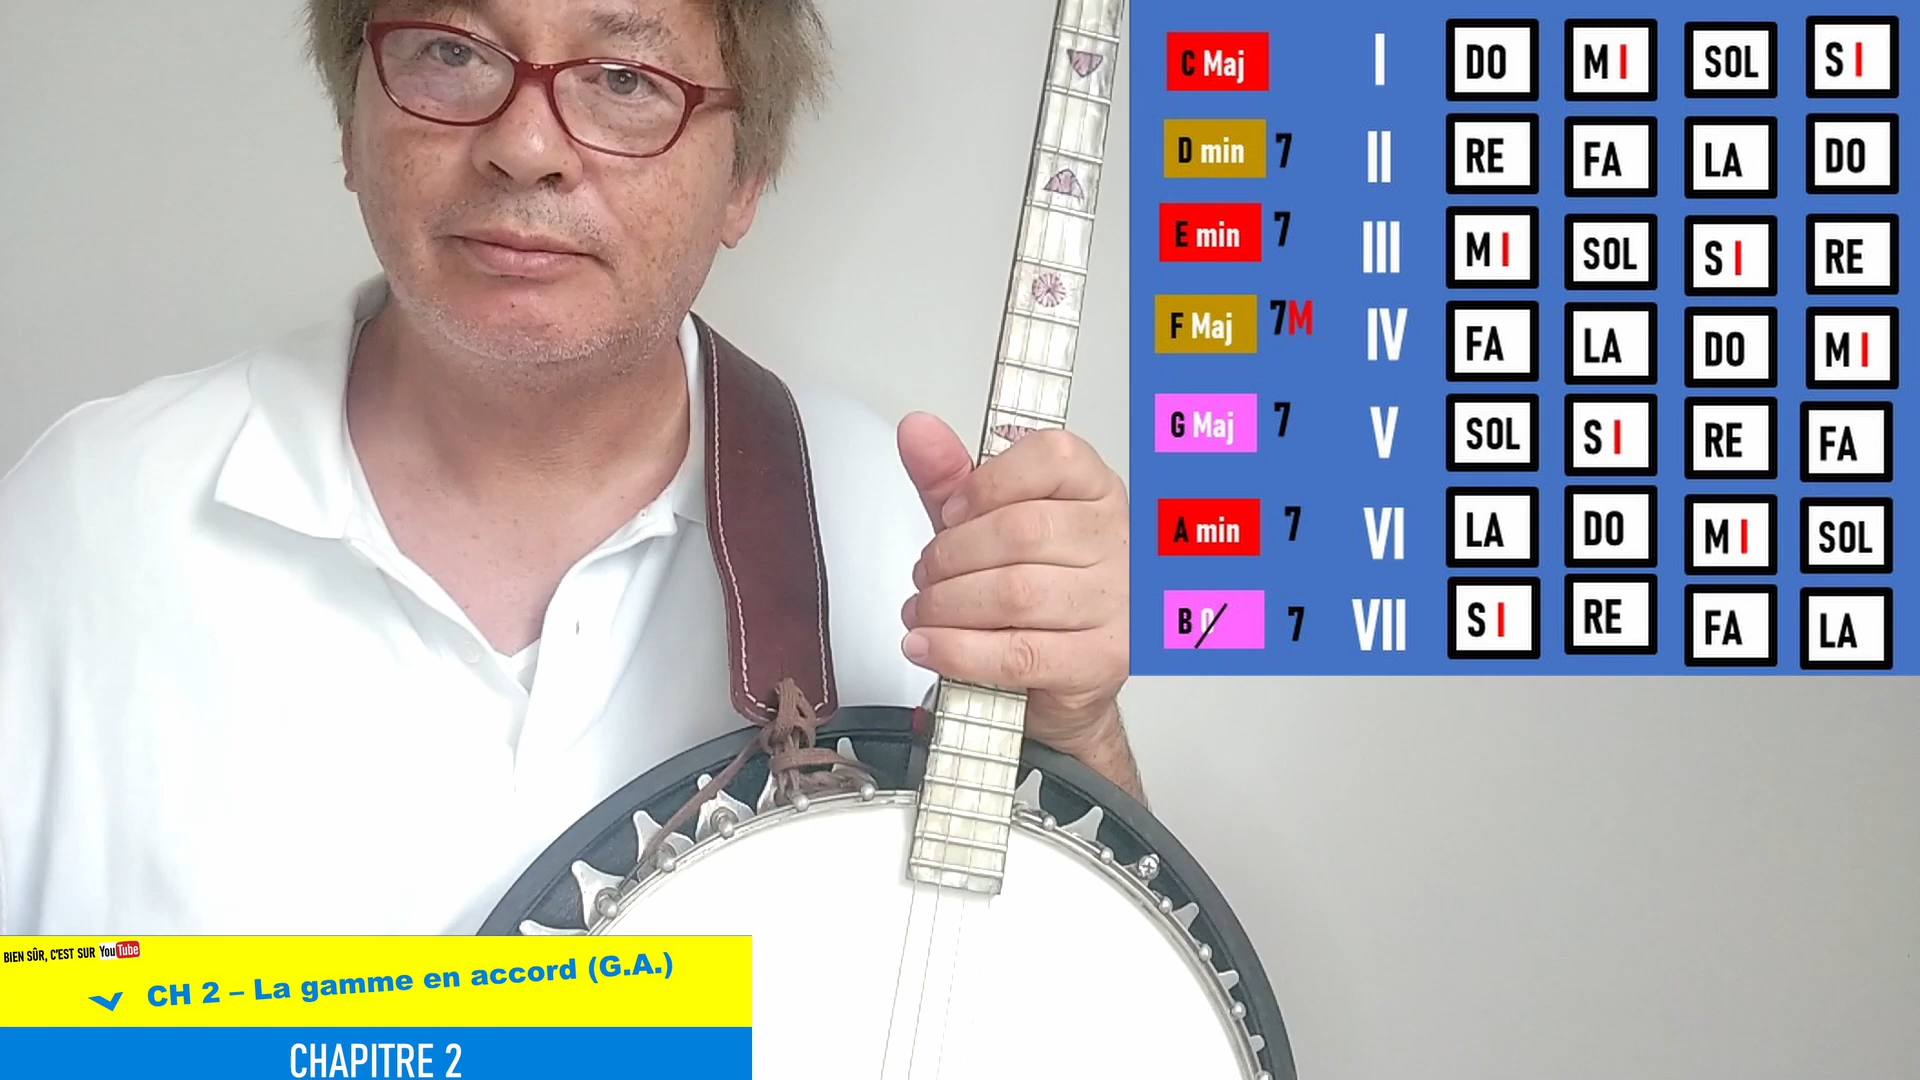 C Maj I DO MI SOL SI
D min 7 II RE FA LA DO
E min 7 III MI SOL SI RE
F Maj 7M IV FA LA DO MI
G Maj 7 V SOL SI RE FA
A min 7 VI LA DO MI SOL
B 0̸ 7 VII SI RE FA LA
BIEN SÛR, C'EST SUR YouTube
CH 2 – La gamme en accord (G.A.)
CHAPITRE 2